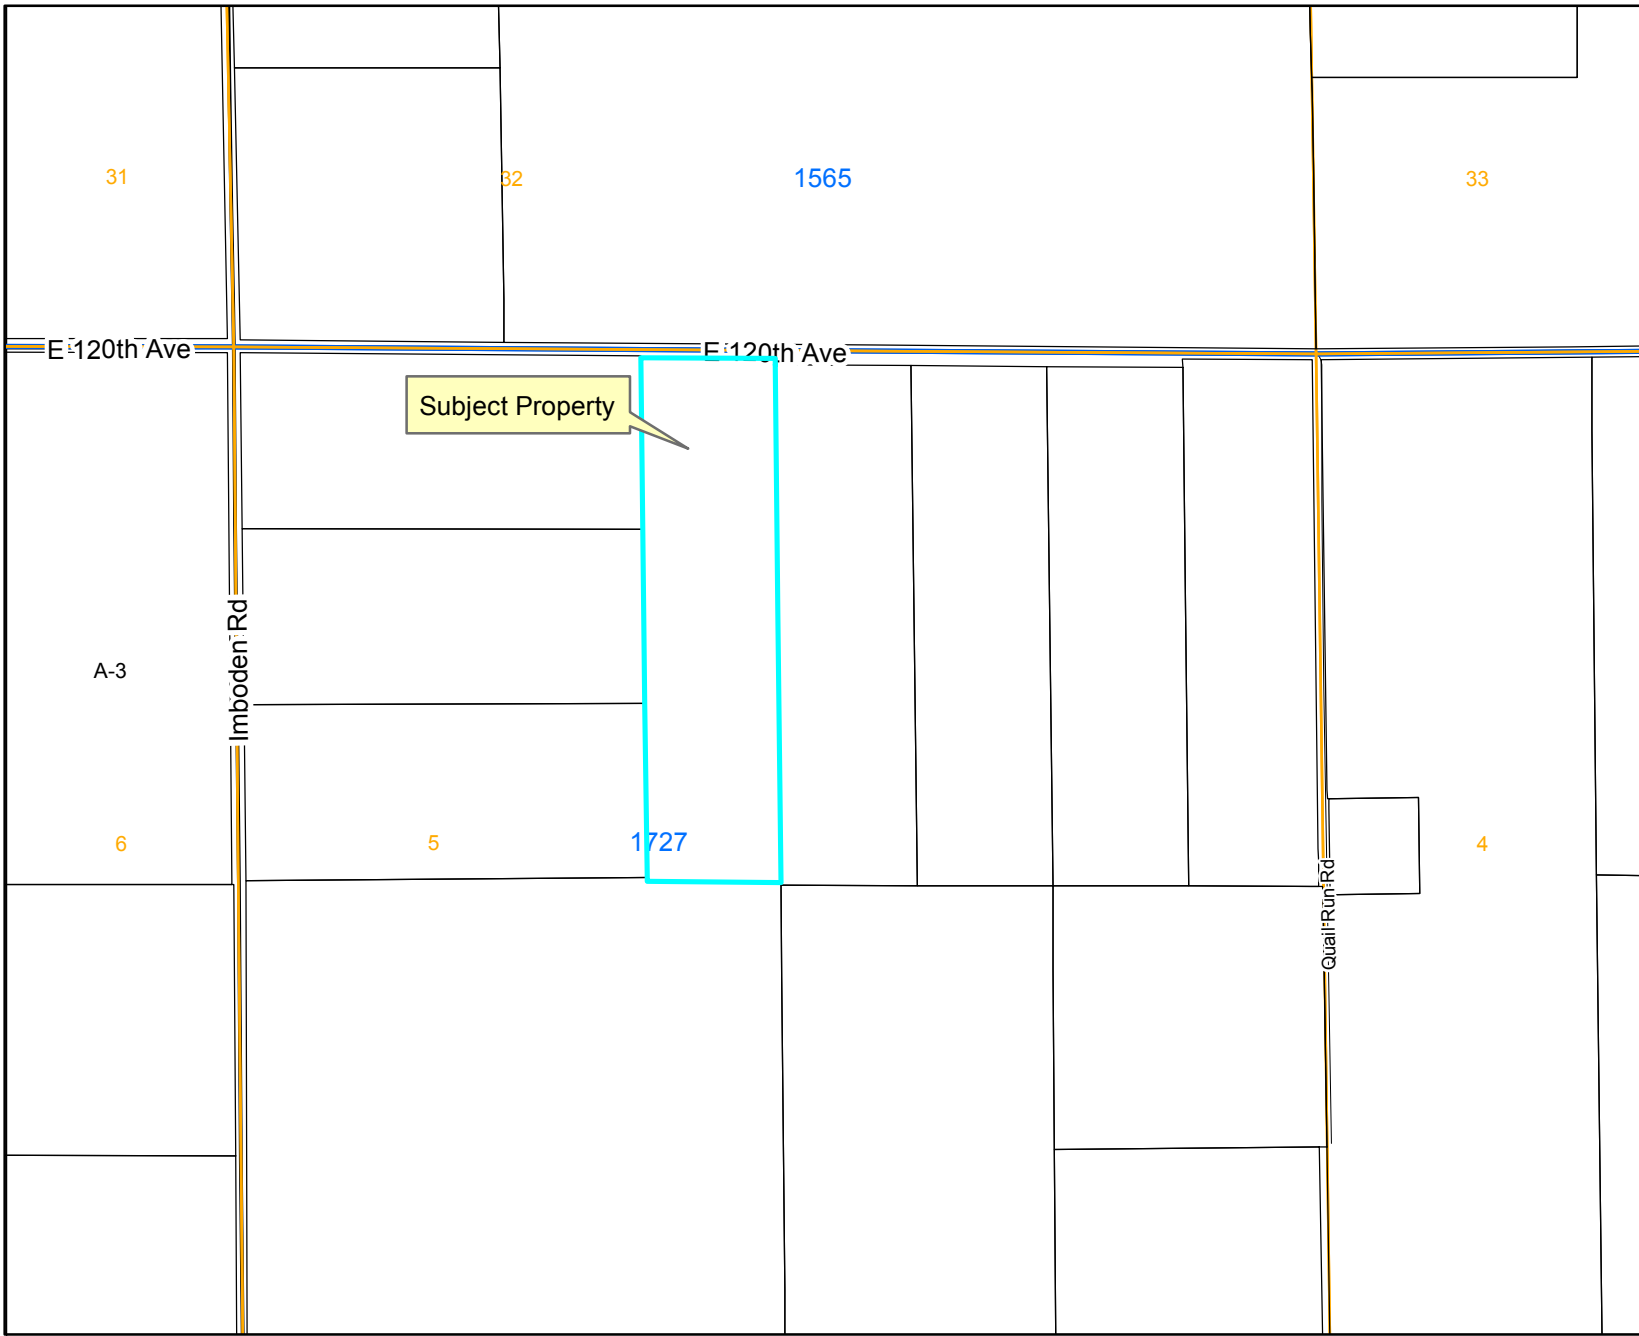 31
32
1565
33
E 120th Ave
E 120th Ave
Subject Property
Imboden Rd
A-3
6
5
1727
4
Quail Run Rd